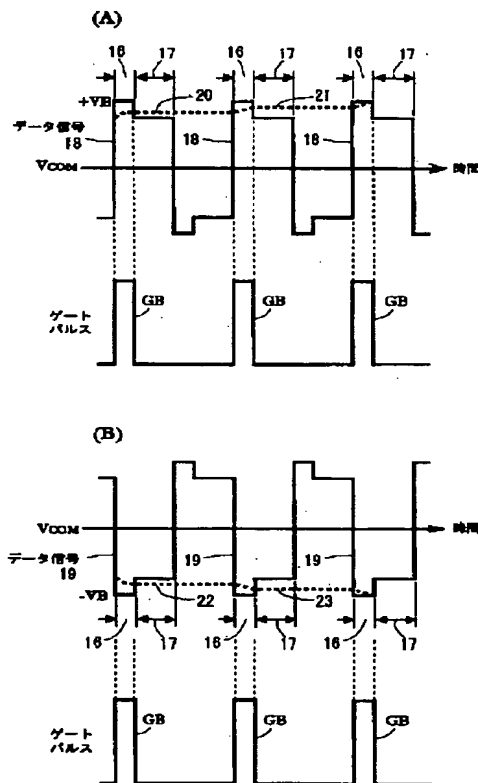 (A)
16 17 16 17 16 17
+VB 20 21
データ信号
18 18 18
VCOM 時間
GB GB GB
ゲート
パルス
(B)
VCOM 時間
データ信号
19 19 19
-VB 22 23
16 17 16 17 16 17
GB GB GB
ゲート
パルス